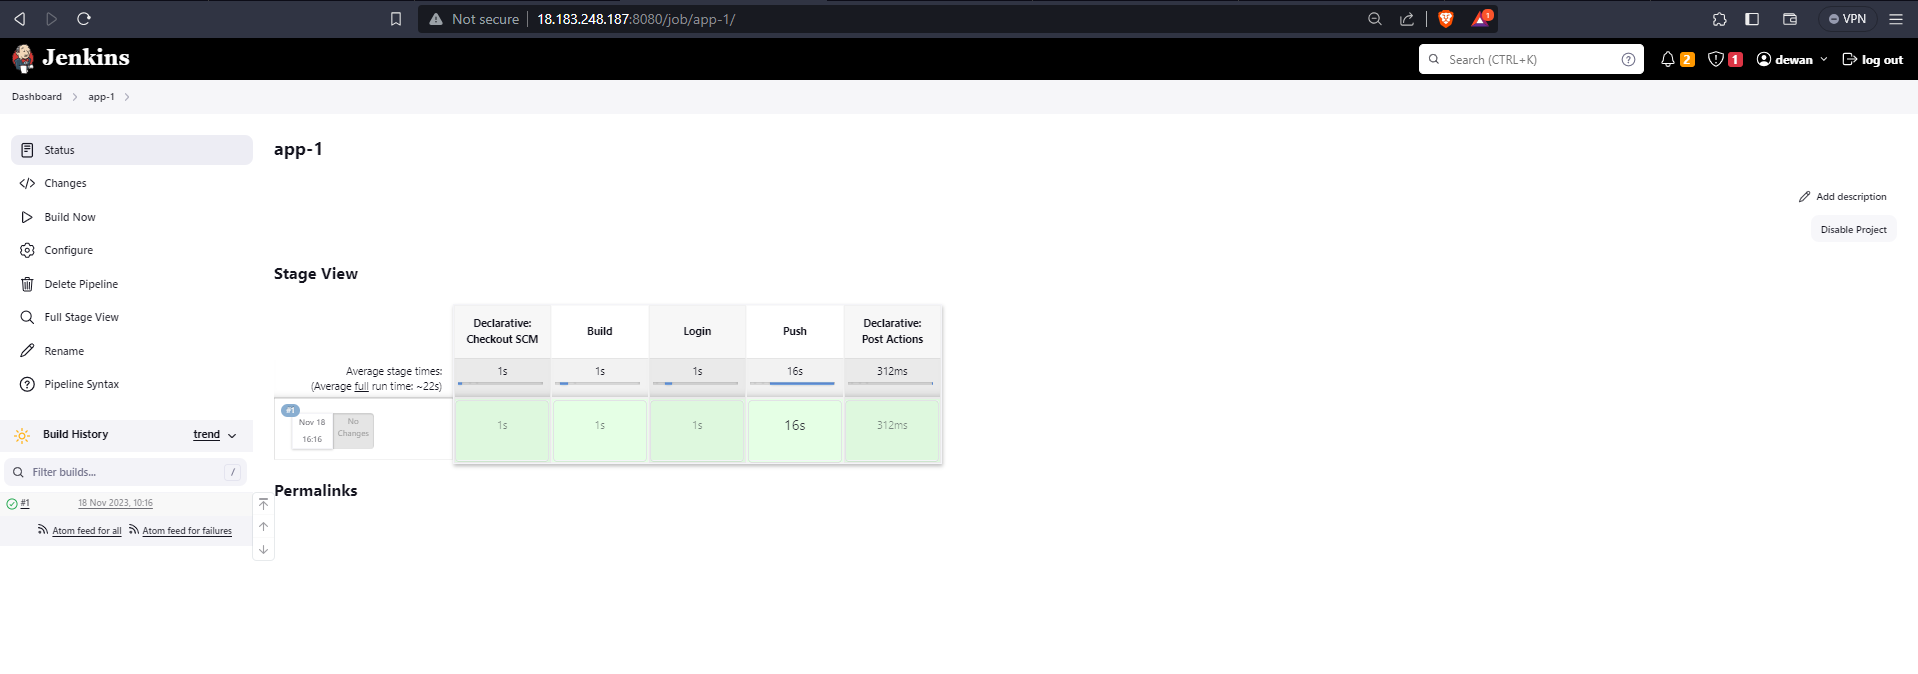 Not secure 18.183.248.187:8080/job/app-1/
1
VPN
Jenkins
Search (CTRL+K)
2
1
dewan
log out
Dashboard
app-1
Status
Changes
Build Now
Configure
Delete Pipeline
Full Stage View
Rename
Pipeline Syntax
Build History
trend
Filter builds...
/
#1
18 Nov 2023, 10:16
Atom feed for all
Atom feed for failures
app-1
Add description
Disable Project
Stage View
Declarative: Checkout SCM
Build
Login
Push
Declarative: Post Actions
Average stage times:
(Average full run time: ~22s)
1s
1s
1s
16s
312ms
#1
Nov 18
16:16
No Changes
1s
1s
1s
16s
312ms
Permalinks